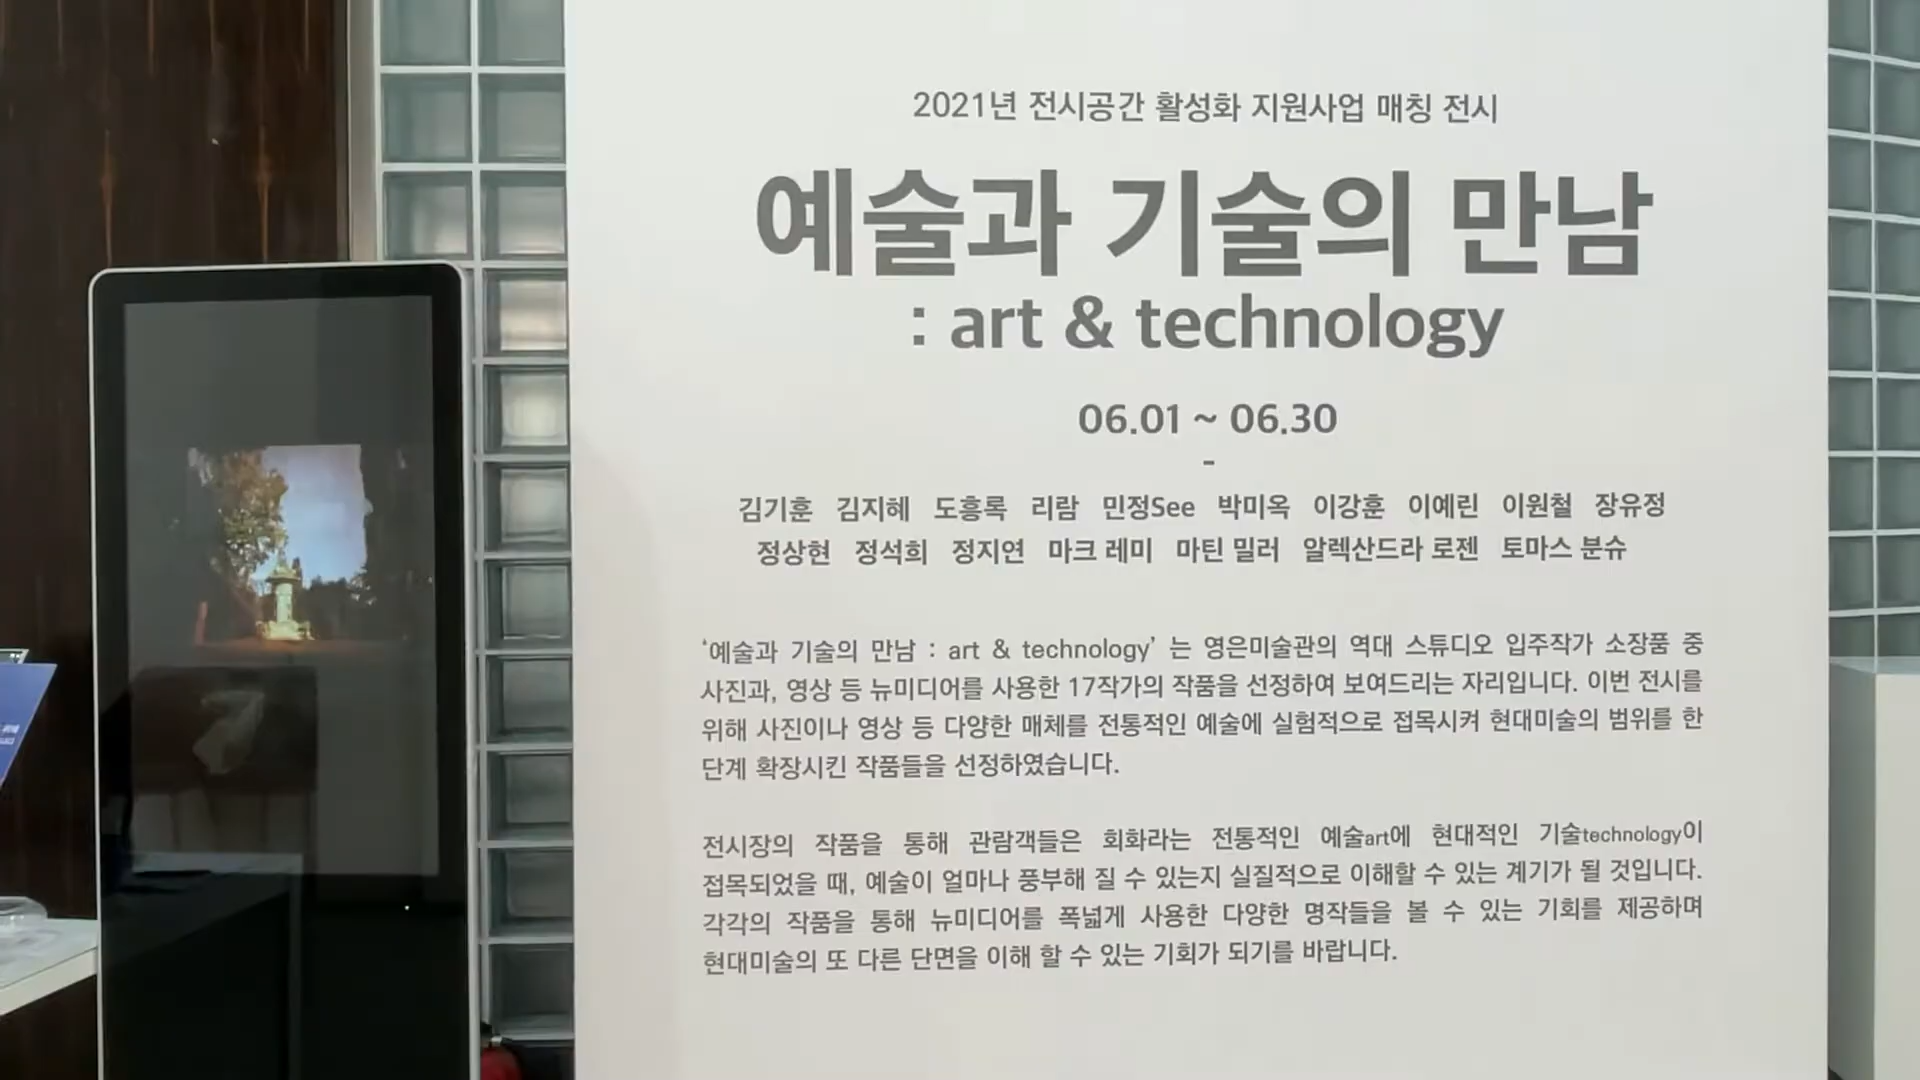 2021년 전시공간 활성화 지원사업 매칭 전시
예술과 기술의 만남
: art & technology
06.01 ~ 06.30
-
김기훈 김지혜 도흥록 리람 민정See 박미옥 이강훈 이예린 이원철 장유정
정상현 정석희 정지연 마크 레미 마틴 밀러 알렉산드라 로젠 토마스 분슈
‘예술과 기술의 만남 : art & technology’ 는 영은미술관의 역대 스튜디오 입주작가 소장품 중
사진과, 영상 등 뉴미디어를 사용한 17작가의 작품을 선정하여 보여드리는 자리입니다. 이번 전시를
위해 사진이나 영상 등 다양한 매체를 전통적인 예술에 실험적으로 접목시켜 현대미술의 범위를 한
단계 확장시킨 작품들을 선정하였습니다.
전시장의 작품을 통해 관람객들은 회화라는 전통적인 예술art에 현대적인 기술technology이
접목되었을 때, 예술이 얼마나 풍부해 질 수 있는지 실질적으로 이해할 수 있는 계기가 될 것입니다.
각각의 작품을 통해 뉴미디어를 폭넓게 사용한 다양한 명작들을 볼 수 있는 기회를 제공하며
현대미술의 또 다른 단면을 이해 할 수 있는 기회가 되기를 바랍니다.